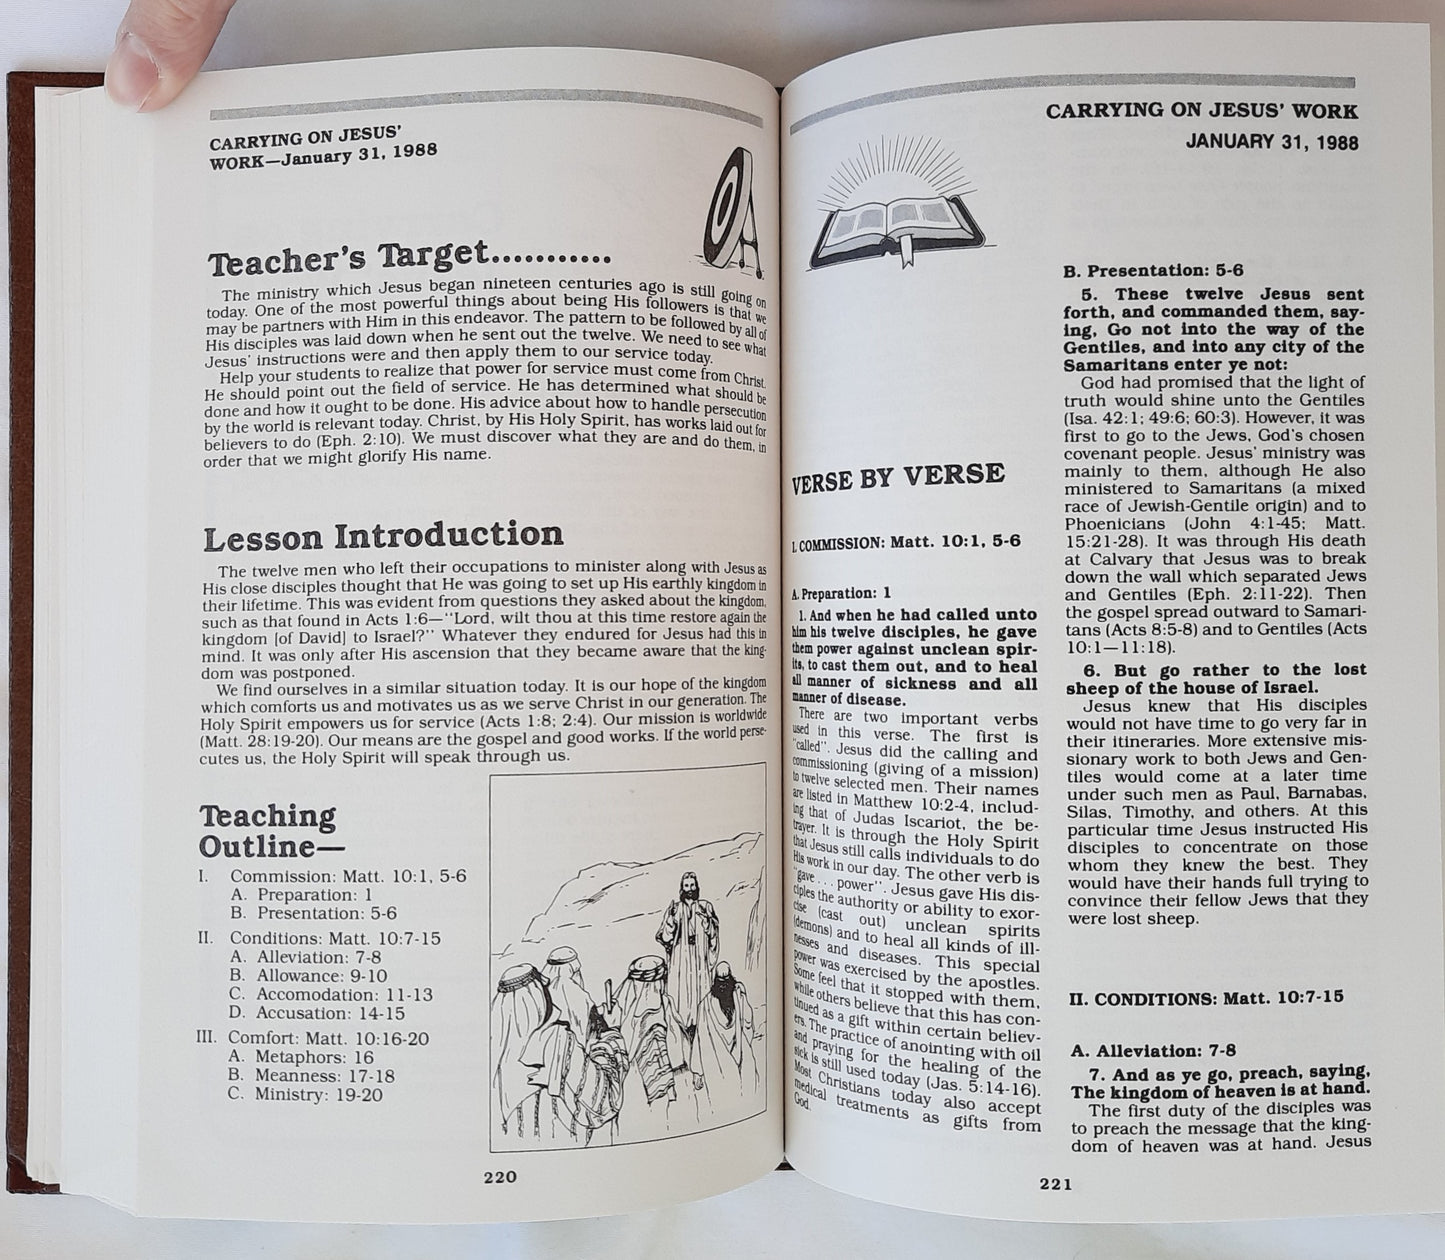 CARRYING ON JESUS'
WORK—January 31, 1988
Teacher's Target...........
The ministry which Jesus began nineteen centuries ago is still going on
today. One of the most powerful things about being His followers is that we
may be partners with Him in this endeavor. The pattern to be followed by all of
His disciples was laid down when he sent out the twelve. We need to see what
Jesus' instructions were and then apply them to our service today.
Help your students to realize that power for service must come from Christ.
He should point out the field of service. He has determined what should be
done and how it ought to be done. His advice about how to handle persecution
by the world is relevant today. Christ, by His Holy Spirit, has works laid out for
believers to do (Eph. 2:10). We must discover what they are and do them, in
order that we might glorify His name.
Lesson Introduction
The twelve men who left their occupations to minister along with Jesus as
His close disciples thought that He was going to set up His earthly kingdom in
their lifetime. This was evident from questions they asked about the kingdom,
such as that found in Acts 1:6—"Lord, wilt thou at this time restore again the
kingdom [of David] to Israel?" Whatever they endured for Jesus had this in
mind. It was only after His ascension that they became aware that the king-
dom was postponed.
We find ourselves in a similar situation today. It is our hope of the kingdom
which comforts us and motivates us as we serve Christ in our generation. The
Holy Spirit empowers us for service (Acts 1:8; 2:4). Our mission is worldwide
(Matt. 28:19-20). Our means are the gospel and good works. If the world perse-
cutes us, the Holy Spirit will speak through us.
Teaching
Outline—
I. Commission: Matt. 10:1, 5-6
A. Preparation: 1
B. Presentation: 5-6
II. Conditions: Matt. 10:7-15
A. Alleviation: 7-8
B. Allowance: 9-10
C. Accomodation: 11-13
D. Accusation: 14-15
III. Comfort: Matt. 10:16-20
A. Metaphors: 16
B. Meanness: 17-18
C. Ministry: 19-20
220
CARRYING ON JESUS' WORK
JANUARY 31, 1988
VERSE BY VERSE
I. COMMISSION: Matt. 10:1, 5-6
A. Preparation: 1
1. And when he had called unto
him his twelve disciples, he gave
them power against unclean spir-
its, to cast them out, and to heal
all manner of sickness and all
manner of disease.
There are two important verbs
used in this verse. The first is
"called". Jesus did the calling and
commissioning (giving of a mission)
to twelve selected men. Their names
are listed in Matthew 10:2-4, includ-
ing that of Judas Iscariot, the be-
trayer. It is through the Holy Spirit
that Jesus still calls individuals to do
His work in our day. The other verb is
"gave . . . power". Jesus gave His dis-
ciples the authority or ability to exor-
cise (cast out) unclean spirits
(demons) and to heal all kinds of ill-
nesses and diseases. This special
power was exercised by the apostles.
Some feel that it stopped with them,
while others believe that this has con-
tinued as a gift within certain believ-
ers. The practice of anointing with oil
and praying for the healing of the
sick is still used today (Jas. 5:14-16).
Most Christians today also accept
medical treatments as gifts from
God.
B. Presentation: 5-6
5. These twelve Jesus sent
forth, and commanded them, say-
ing, Go not into the way of the
Gentiles, and into any city of the
Samaritans enter ye not:
God had promised that the light of
truth would shine unto the Gentiles
(Isa. 42:1; 49:6; 60:3). However, it was
first to go to the Jews, God's chosen
covenant people. Jesus' ministry was
mainly to them, although He also
ministered to Samaritans (a mixed
race of Jewish-Gentile origin) and to
Phoenicians (John 4:1-45; Matt.
15:21-28). It was through His death
at Calvary that Jesus was to break
down the wall which separated Jews
and Gentiles (Eph. 2:11-22). Then
the gospel spread outward to Samari-
tans (Acts 8:5-8) and to Gentiles (Acts
10:1—11:18).
6. But go rather to the lost
sheep of the house of Israel.
Jesus knew that His disciples
would not have time to go very far in
their itineraries. More extensive mis-
sionary work to both Jews and Gen-
tiles would come at a later time
under such men as Paul, Barnabas,
Silas, Timothy, and others. At this
particular time Jesus instructed His
disciples to concentrate on those
whom they knew the best. They
would have their hands full trying to
convince their fellow Jews that they
were lost sheep.
II. CONDITIONS: Matt. 10:7-15
A. Alleviation: 7-8
7. And as ye go, preach, saying,
The kingdom of heaven is at hand.
The first duty of the disciples was
to preach the message that the king-
dom of heaven was at hand. Jesus
221